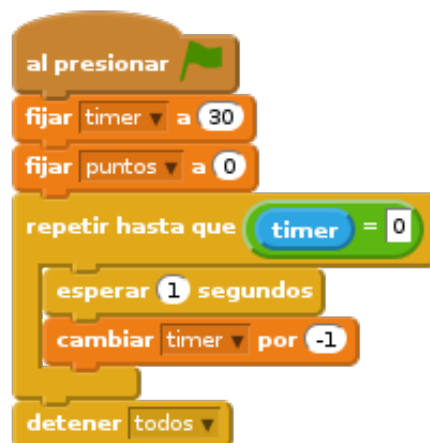 al presionar
fijar timer a 30
fijar puntos a 0
repetir hasta que timer = 0
esperar 1 segundos
cambiar timer por -1
detener todos